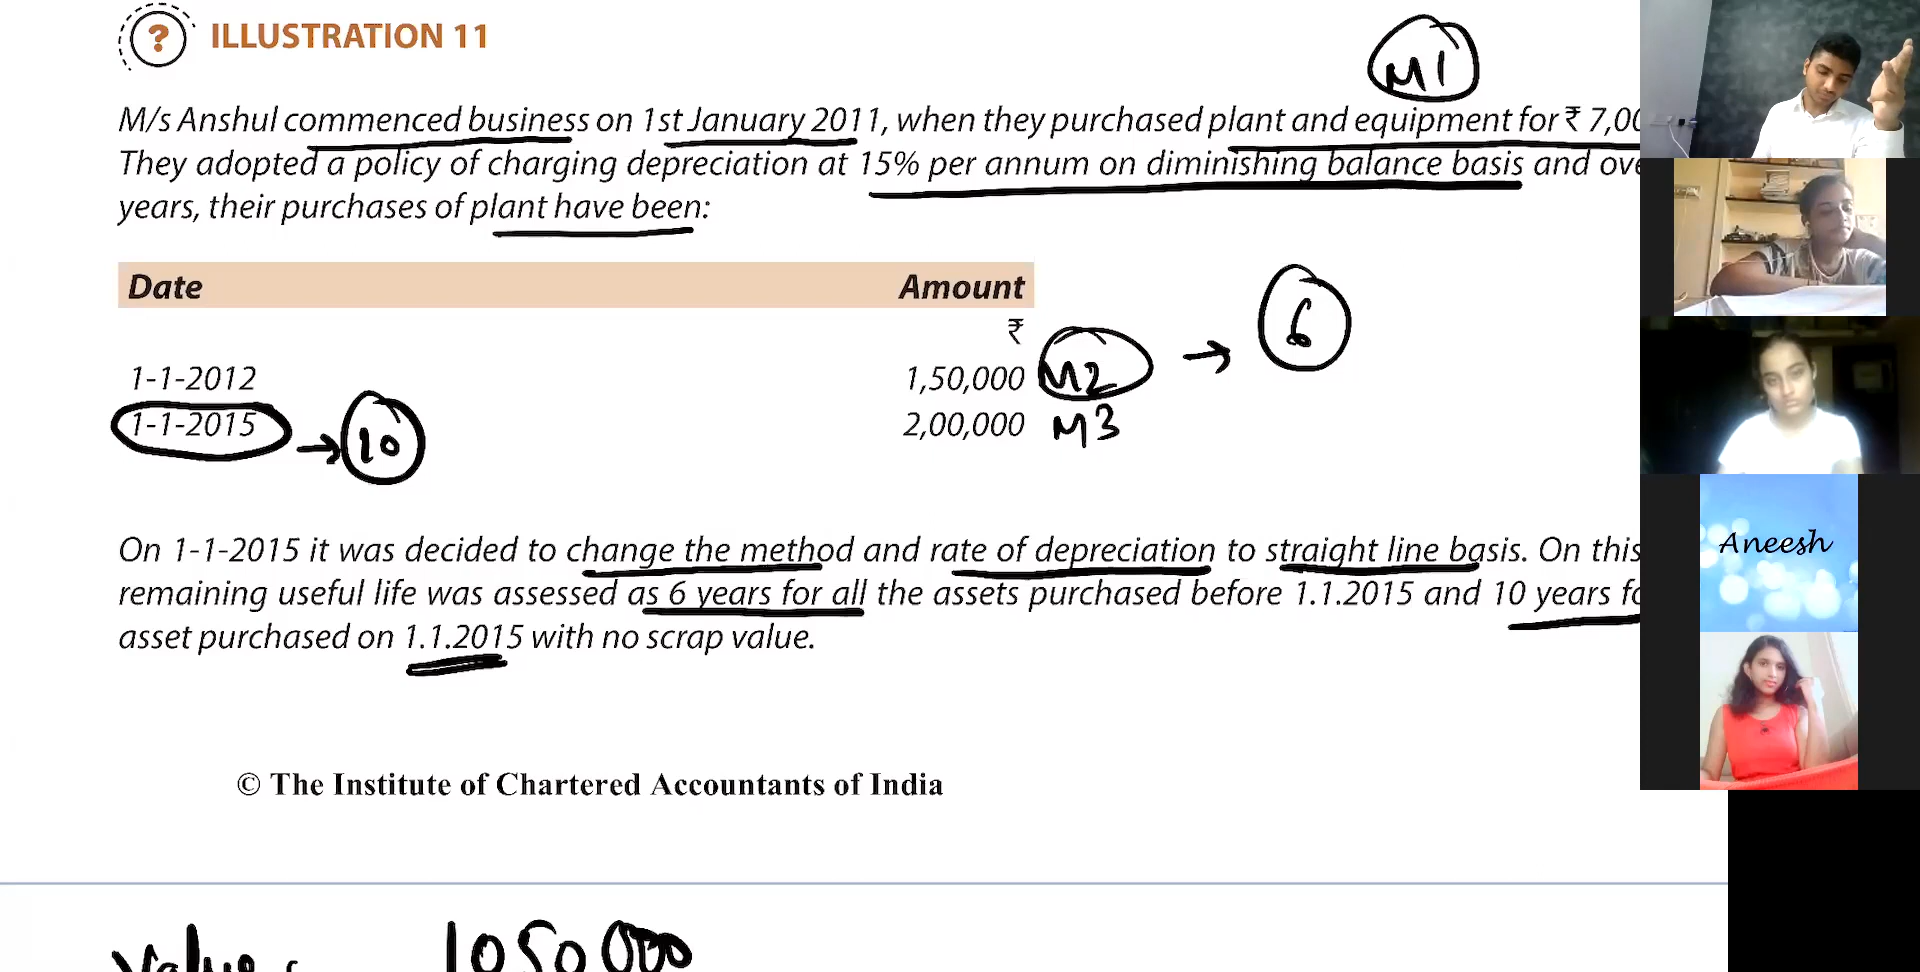 ? ILLUSTRATION 11
M1
M/s Anshul commenced business on 1st January 2011, when they purchased plant and equipment for ₹ 7,00
They adopted a policy of charging depreciation at 15% per annum on diminishing balance basis and ove
years, their purchases of plant have been:
Date Amount
₹
1-1-2012 1,50,000 M2 → 6
1-1-2015 → 10 2,00,000 M3
On 1-1-2015 it was decided to change the method and rate of depreciation to straight line basis. On this
remaining useful life was assessed as 6 years for all the assets purchased before 1.1.2015 and 10 years fo
asset purchased on 1.1.2015 with no scrap value.
© The Institute of Chartered Accountants of India
Value 1050000
Aneesh